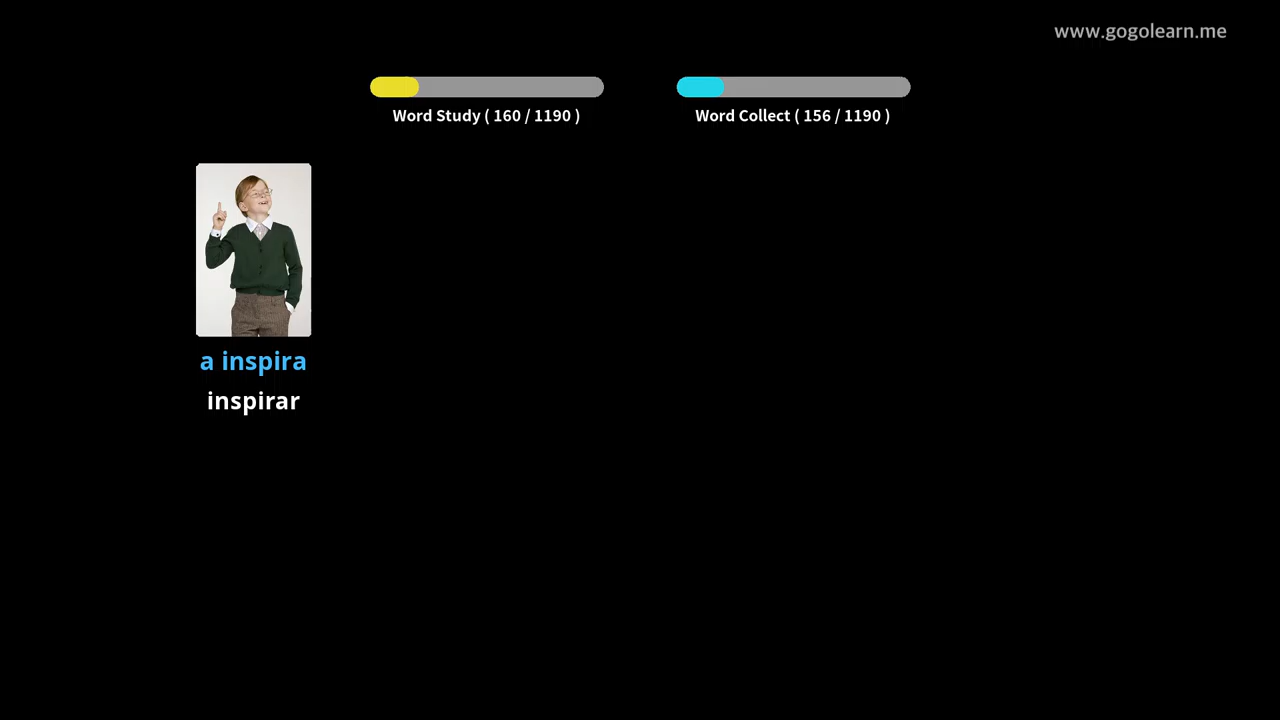 www.gogolearn.me
Word Study ( 160 / 1190 )
Word Collect ( 156 / 1190 )
a inspira
inspirar